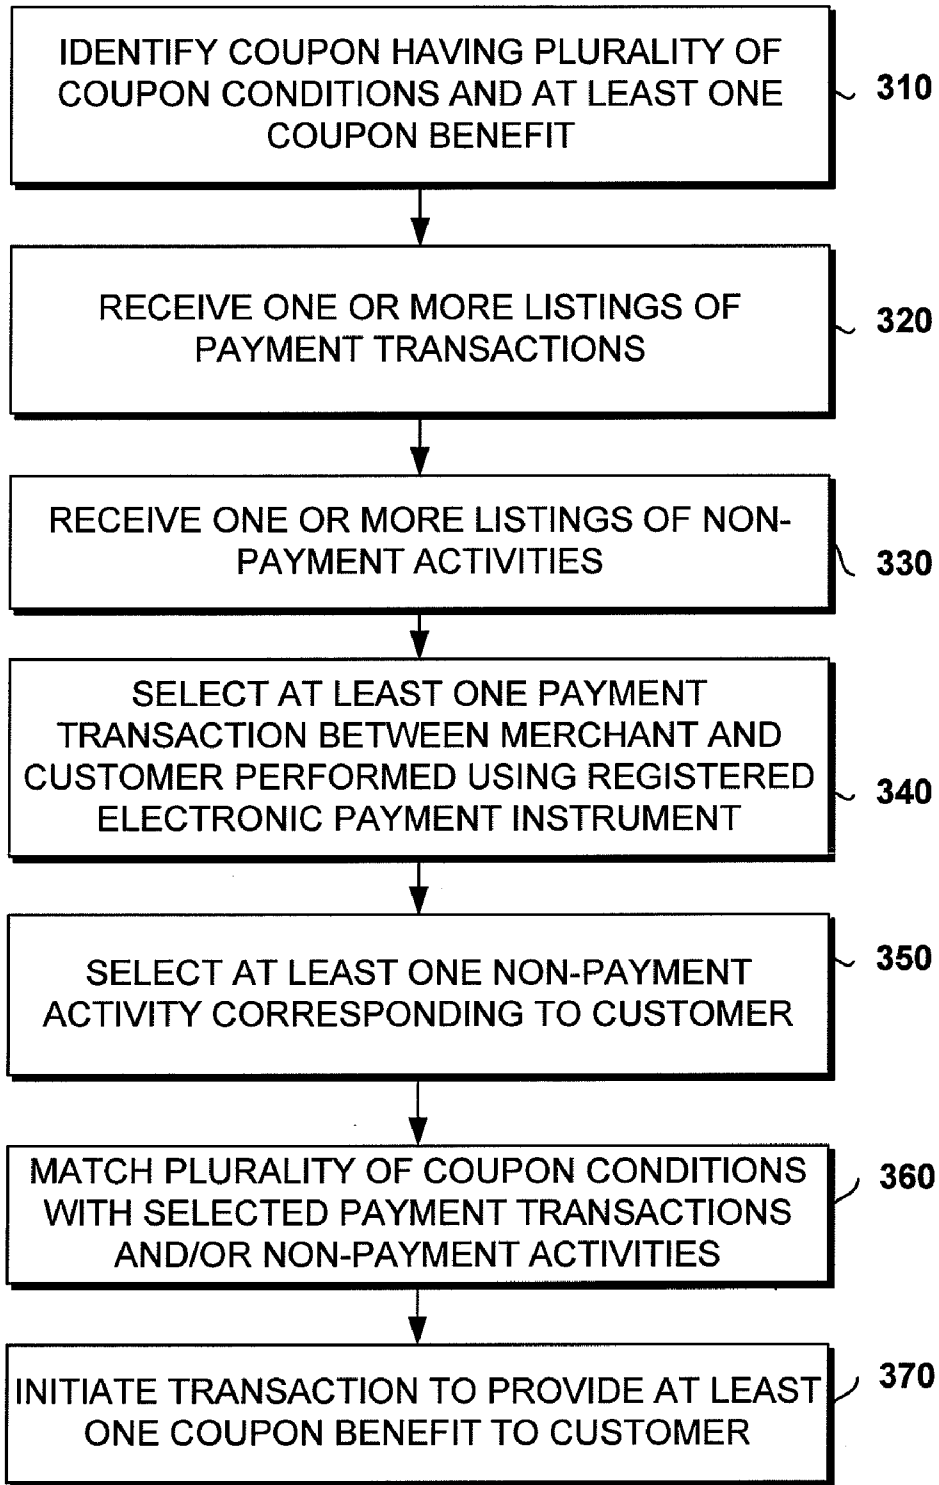 IDENTIFY COUPON HAVING PLURALITY OF
COUPON CONDITIONS AND AT LEAST ONE
COUPON BENEFIT
310
RECEIVE ONE OR MORE LISTINGS OF
PAYMENT TRANSACTIONS
320
RECEIVE ONE OR MORE LISTINGS OF NON-
PAYMENT ACTIVITIES
330
SELECT AT LEAST ONE PAYMENT
TRANSACTION BETWEEN MERCHANT AND
CUSTOMER PERFORMED USING REGISTERED
ELECTRONIC PAYMENT INSTRUMENT
340
SELECT AT LEAST ONE NON-PAYMENT
ACTIVITY CORRESPONDING TO CUSTOMER
350
MATCH PLURALITY OF COUPON CONDITIONS
WITH SELECTED PAYMENT TRANSACTIONS
AND/OR NON-PAYMENT ACTIVITIES
360
INITIATE TRANSACTION TO PROVIDE AT LEAST
ONE COUPON BENEFIT TO CUSTOMER
370